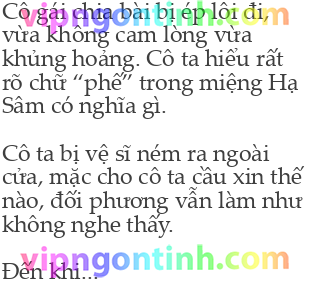 Cô gái chưa bài bị ép lôi đi,
vừa không cam lòng vừa
khủng hoảng. Cô ta hiểu rất
rõ chữ “phế” trong miệng Hạ
Sâm có nghĩa gì.
Cô ta bị vệ sĩ ném ra ngoài
cửa, mặc cho cô ta cầu xin thế
nào, đối phương vẫn làm như
không nghe thấy.
vipngontinh.com
Đến khi...